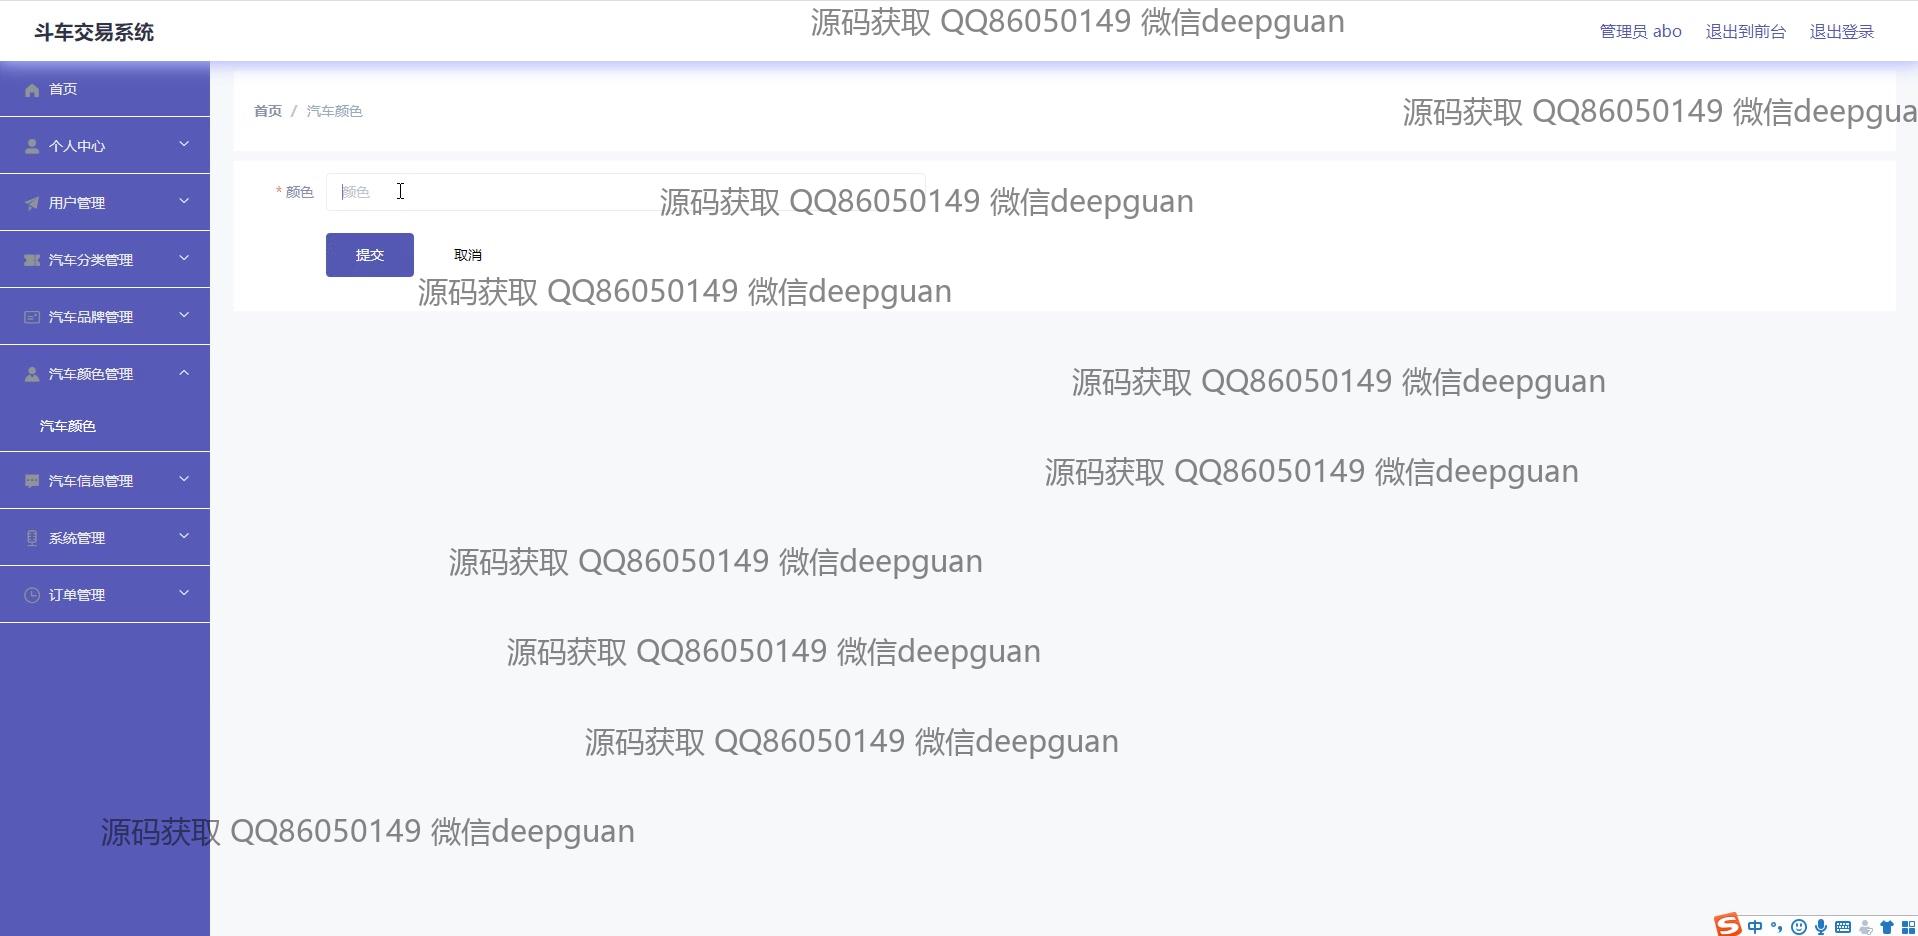 斗车交易系统
源码获取 QQ86050149 微信deepguan
管理员 abo
退出到前台
退出登录
首页
个人中心
用户管理
汽车分类管理
汽车品牌管理
汽车颜色管理
汽车颜色
汽车信息管理
系统管理
订单管理
首页 / 汽车颜色
源码获取 QQ86050149 微信deepgua
* 颜色
颜色
源码获取 QQ86050149 微信deepguan
提交
取消
源码获取 QQ86050149 微信deepguan
源码获取 QQ86050149 微信deepguan
源码获取 QQ86050149 微信deepguan
源码获取 QQ86050149 微信deepguan
源码获取 QQ86050149 微信deepguan
源码获取 QQ86050149 微信deepguan
源码获取 QQ86050149 微信deepguan
S 中